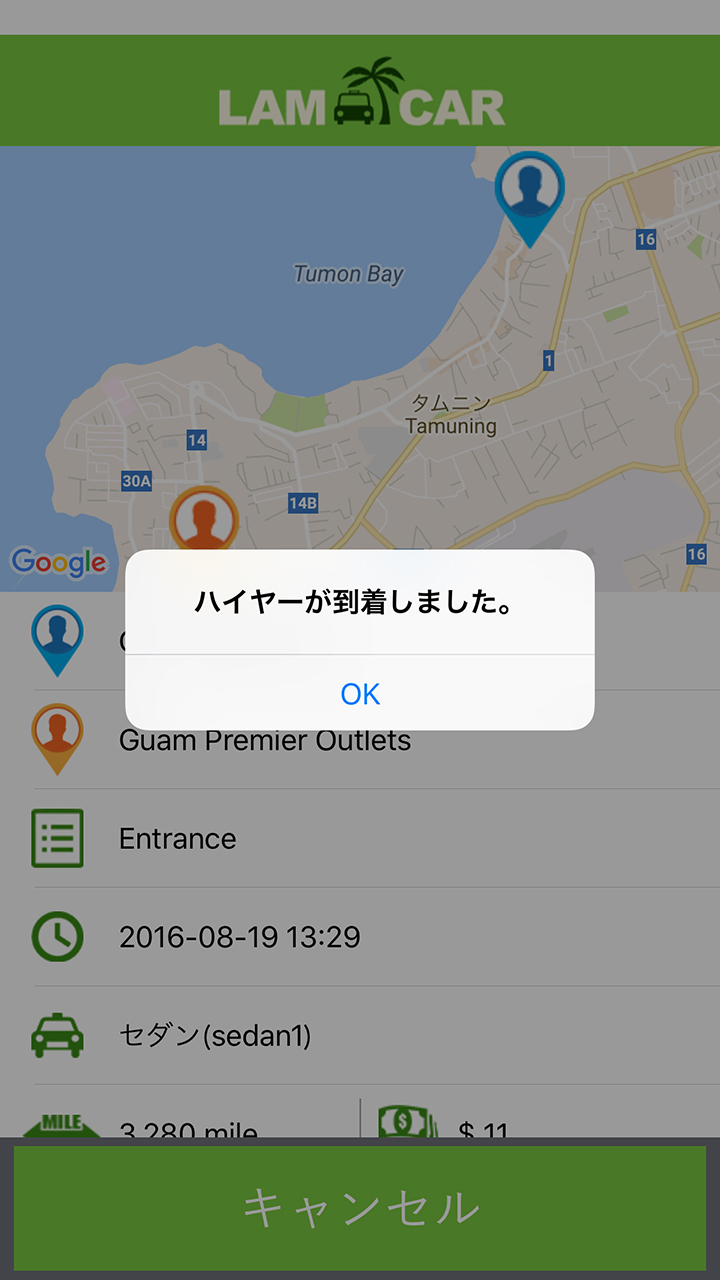 LAM CAR
Tumon Bay
16
1
タムニン
Tamuning
14
30A
14B
16
Google
ハイヤーが到着しました。
OK
Guam Premier Outlets
Entrance
2016-08-19 13:29
セダン(sedan1)
MILE
3.280 mile
$ 11
キャンセル